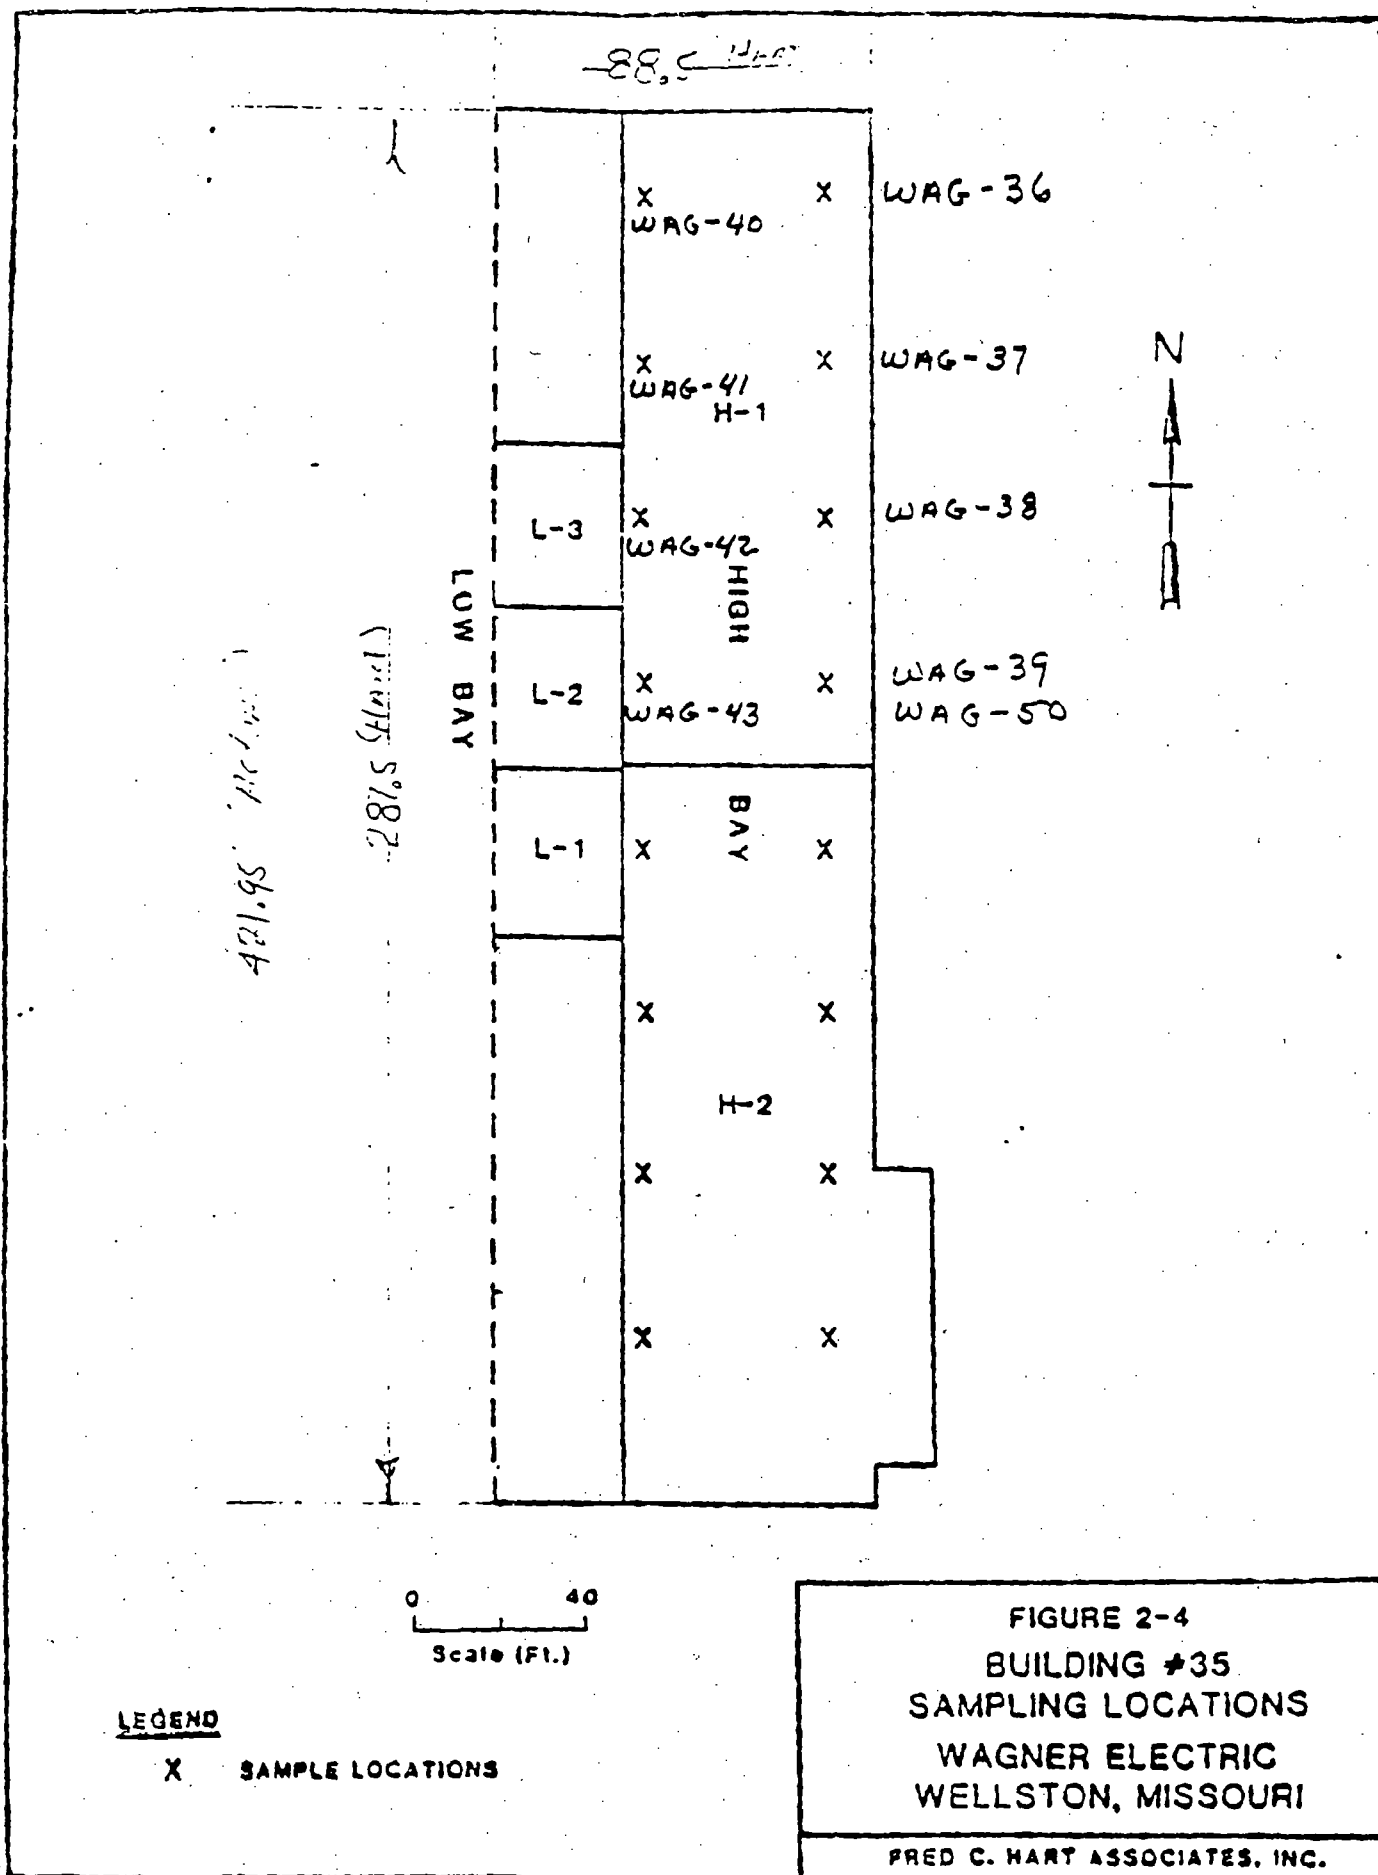 88.5
WAG-40
WAG-36
WAG-41
WAG-37
H-1
WAG-42
WAG-38
L-3
HIGH BAY
LOW BAY
L-2
WAG-43
WAG-39
WAG-50
L-1
287.5
421.95
H-2
N
0 40
Scale (Ft.)
LEGEND
X SAMPLE LOCATIONS
FIGURE 2-4
BUILDING #35
SAMPLING LOCATIONS
WAGNER ELECTRIC
WELLSTON, MISSOURI
FRED C. HART ASSOCIATES, INC.